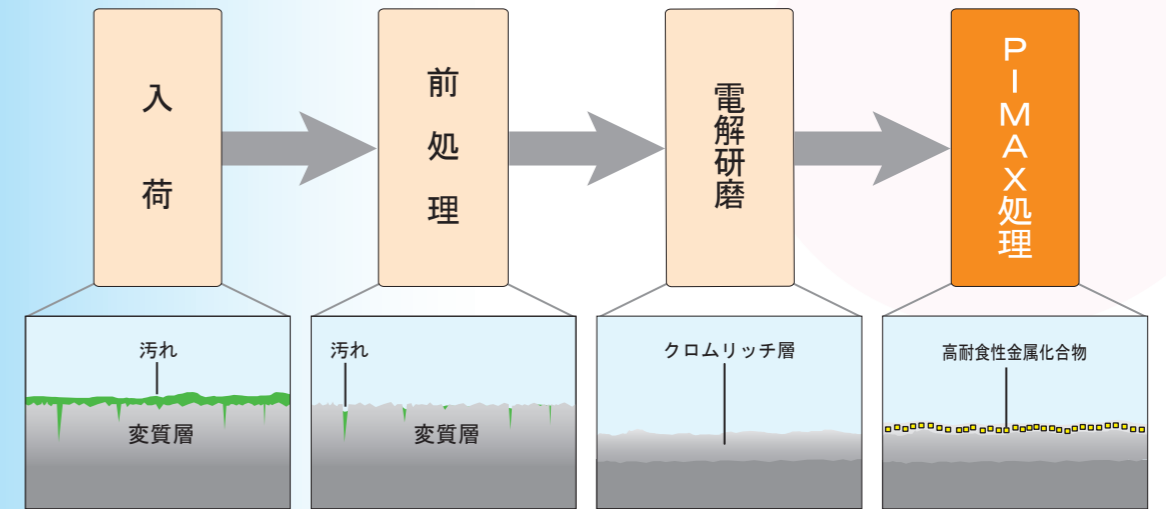 入荷
前処理
電解研磨
PIMAX処理
汚れ
変質層
汚れ
変質層
クロムリッチ層
高耐食性金属化合物